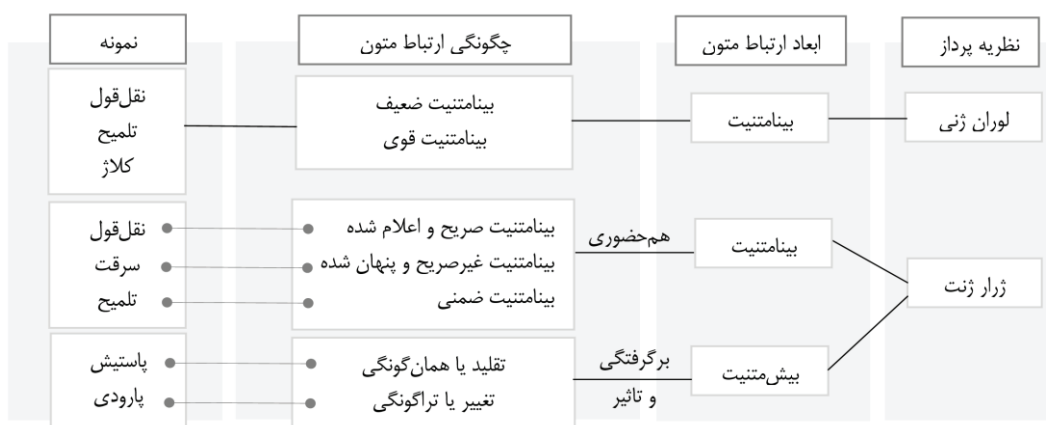 نظریه پرداز
ابعاد ارتباط متون
چگونگی ارتباط متون
نمونه
لوران ژنی
بینامتنیت
بینامتنیت ضعیف
بینامتنیت قوی
نقل‌قول
تلمیح
کلاژ
ژرار ژنت
بینامتنیت
هم‌حضوری
بینامتنیت صریح و اعلام شده
بینامتنیت غیرصریح و پنهان شده
بینامتنیت ضمنی
نقل‌قول
سرقت
تلمیح
بیش‌متنیت
برگرفتگی
و تاثیر
تقلید یا همان‌گونگی
تغییر یا تراگونگی
پاستیش
پارودی